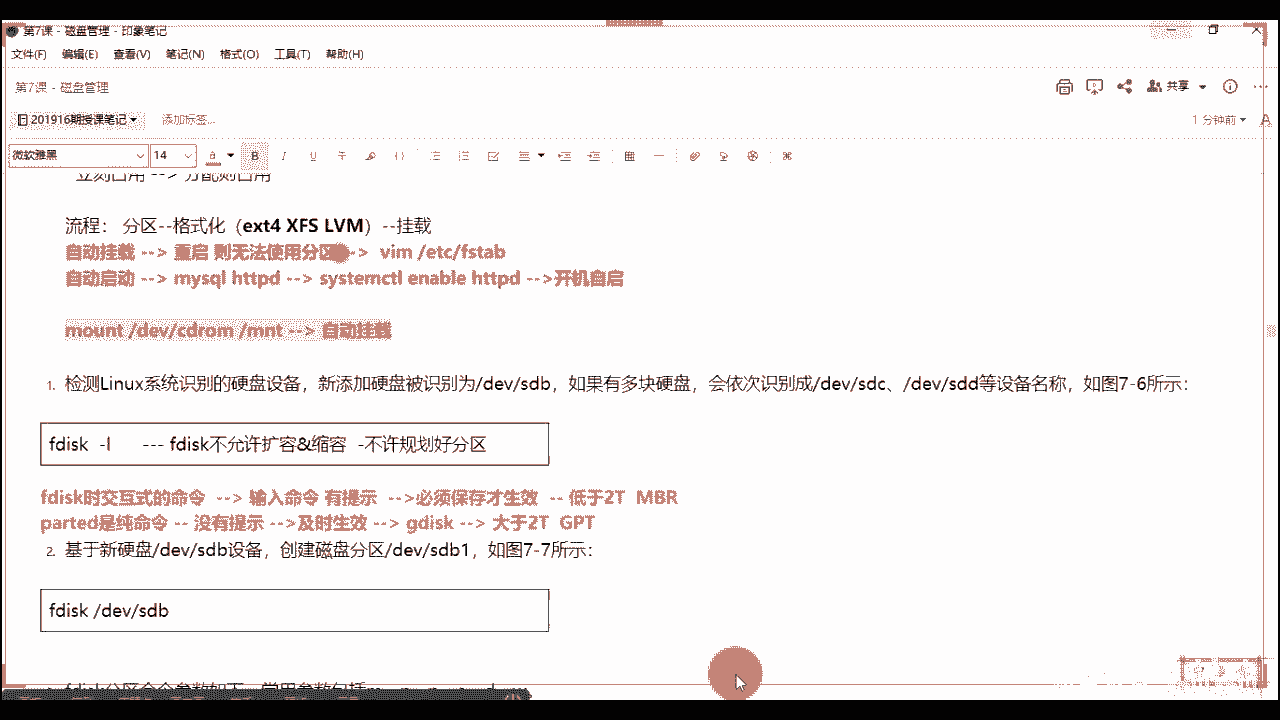 第7课 - 磁盘管理 - 印象笔记
文件(F) 编辑(E) 查看(V) 笔记(N) 格式(O) 工具(T) 帮助(H)
第7课 - 磁盘管理
共享
201916期授课笔记 添加标签...
1 分钟前
微软雅黑 14
立刻占用 --> 分配则占用
流程： 分区--格式化（ext4 XFS LVM）--挂载
自动挂载 --> 重启 则无法使用分区 -> vim /etc/fstab
自动启动 --> mysql httpd --> systemctl enable httpd -->开机自启
mount /dev/cdrom /mnt --> 自动挂载
1. 检测Linux系统识别的硬盘设备，新添加硬盘被识别为/dev/sdb，如果有多块硬盘，会依次识别成/dev/sdc、/dev/sdd等设备名称，如图7-6所示：
fdisk -l --- fdisk不允许扩容&缩容 -不许规划好分区
fdisk时交互式的命令 --> 输入命令 有提示 -->必须保存才生效 -- 低于2T MBR
parted是纯命令 -- 没有提示 -->及时生效 --> gdisk --> 大于2T GPT
2. 基于新硬盘/dev/sdb设备，创建磁盘分区/dev/sdb1，如图7-7所示：
fdisk /dev/sdb